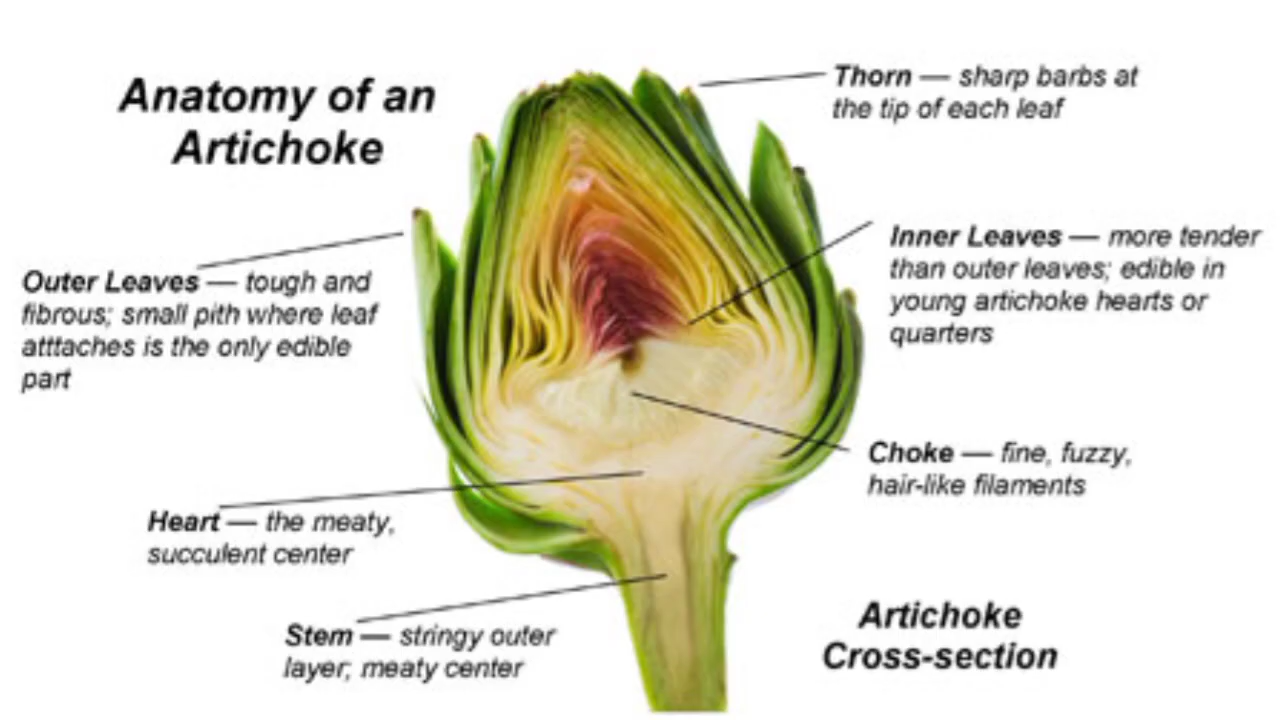 Anatomy of an
Artichoke
Thorn — sharp barbs at
the tip of each leaf
Outer Leaves — tough and
fibrous; small pith where leaf
atttaches is the only edible
part
Inner Leaves — more tender
than outer leaves; edible in
young artichoke hearts or
quarters
Choke — fine, fuzzy,
hair-like filaments
Heart — the meaty,
succulent center
Stem — stringy outer
layer; meaty center
Artichoke
Cross-section